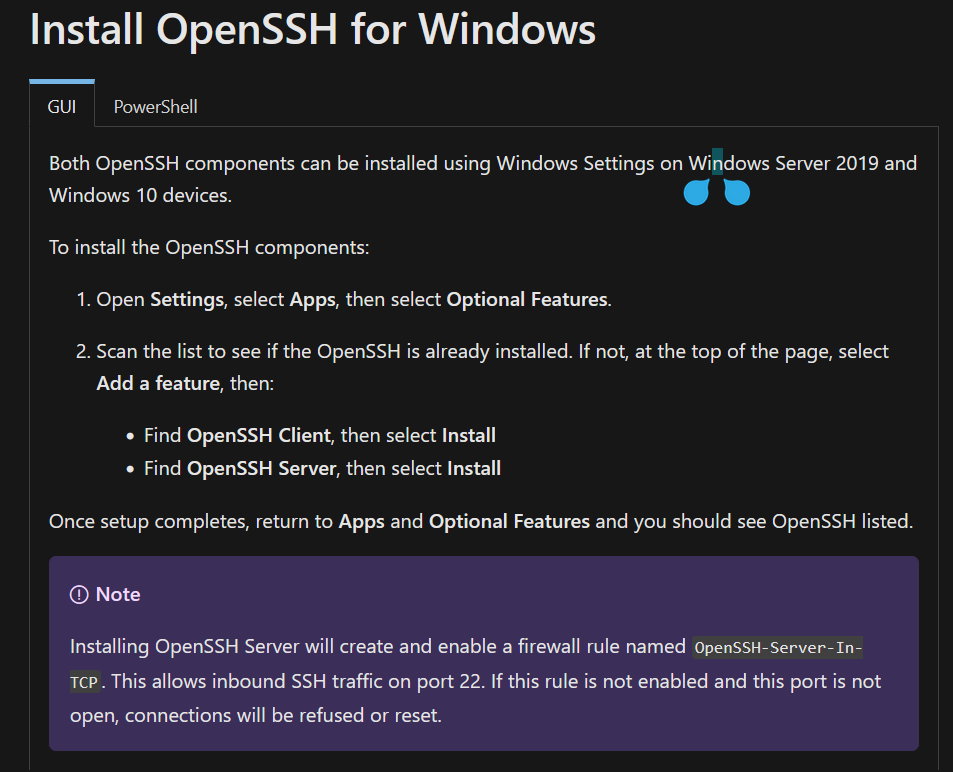 Install OpenSSH for Windows
GUI PowerShell
Both OpenSSH components can be installed using Windows Settings on Windows Server 2019 and
Windows 10 devices.
To install the OpenSSH components:
1. Open Settings, select Apps, then select Optional Features.
2. Scan the list to see if the OpenSSH is already installed. If not, at the top of the page, select
Add a feature, then:
• Find OpenSSH Client, then select Install
• Find OpenSSH Server, then select Install
Once setup completes, return to Apps and Optional Features and you should see OpenSSH listed.
Note
Installing OpenSSH Server will create and enable a firewall rule named OpenSSH-Server-In-
TCP. This allows inbound SSH traffic on port 22. If this rule is not enabled and this port is not
open, connections will be refused or reset.